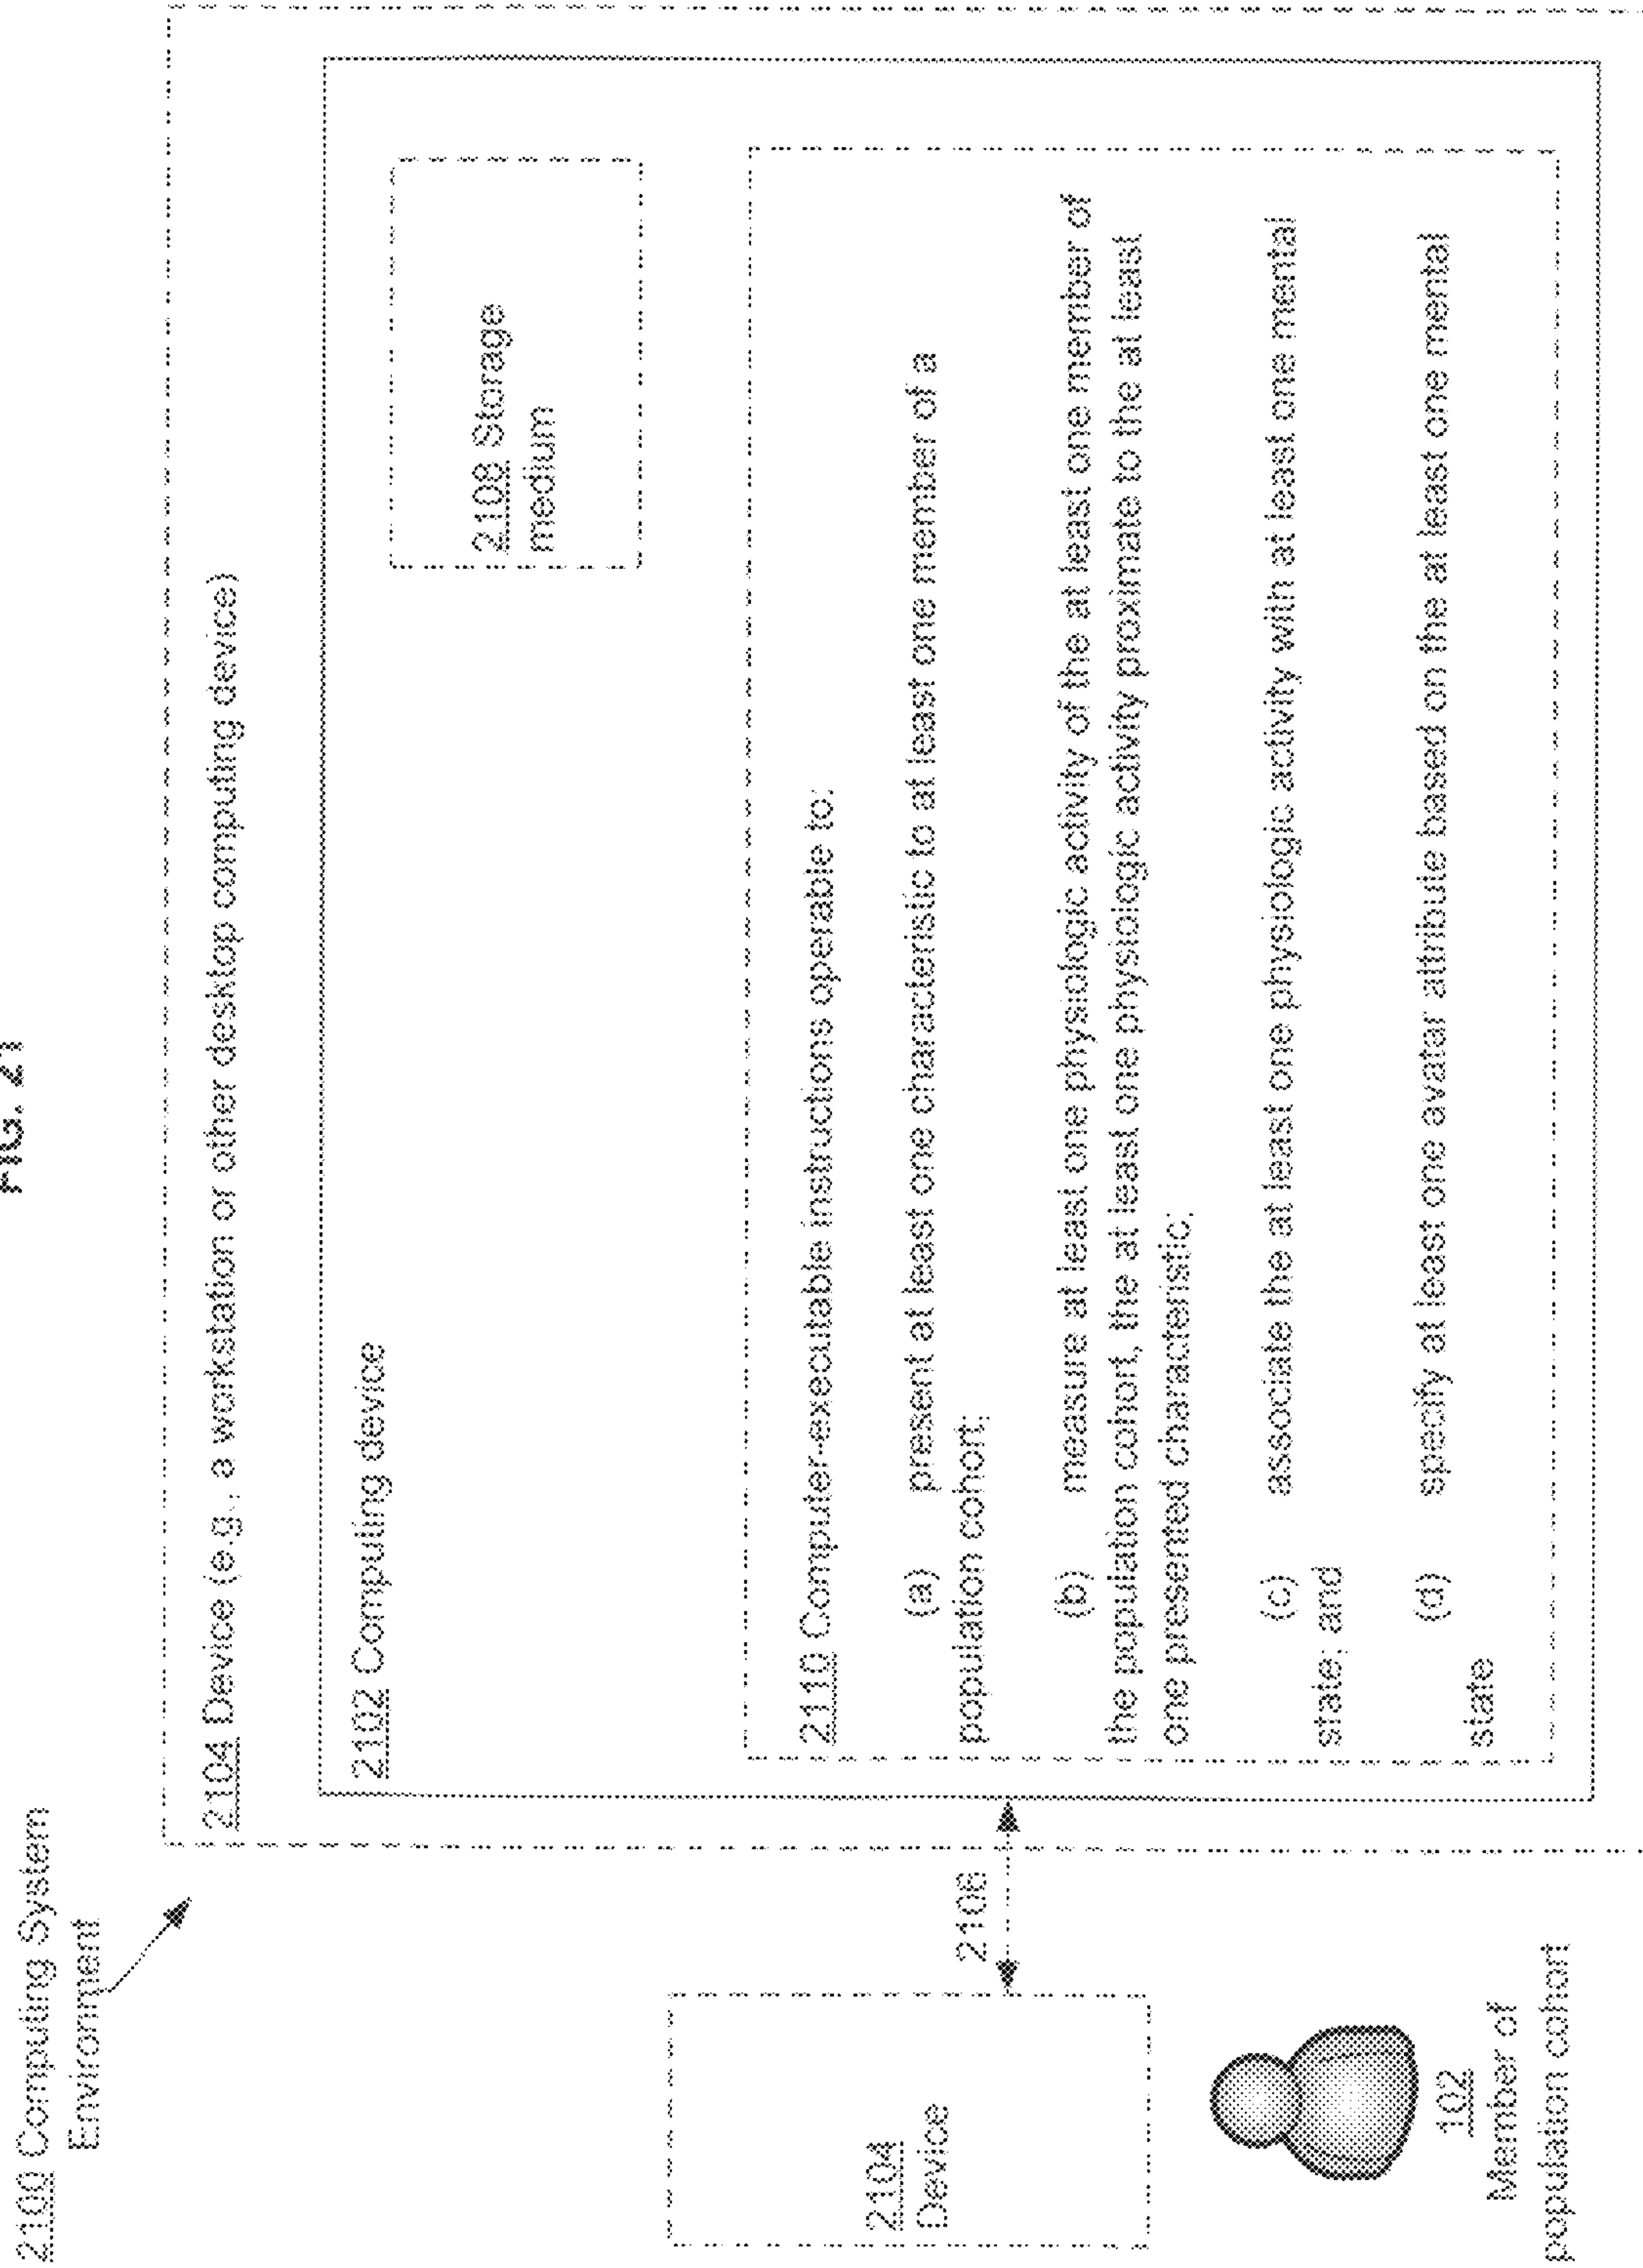 FIG. 21
2100 Computing System
Environment
2104 Device (e.g., a workstation or other desktop computing device)
2102 Computing device
2108 Storage
medium
2110 Computer-executable instructions operable to:
(a) present at least one characteristic to at least one member of a
population cohort;
(b) measure at least one physiologic activity of the at least one member of
the population cohort, the at least one physiologic activity proximate to the at least
one presented characteristic;
(c) associate the at least one physiologic activity with at least one mental
state; and
(d) specify at least one avatar attribute based on the at least one mental
state
2106
2104
Device
102
Member of
population cohort